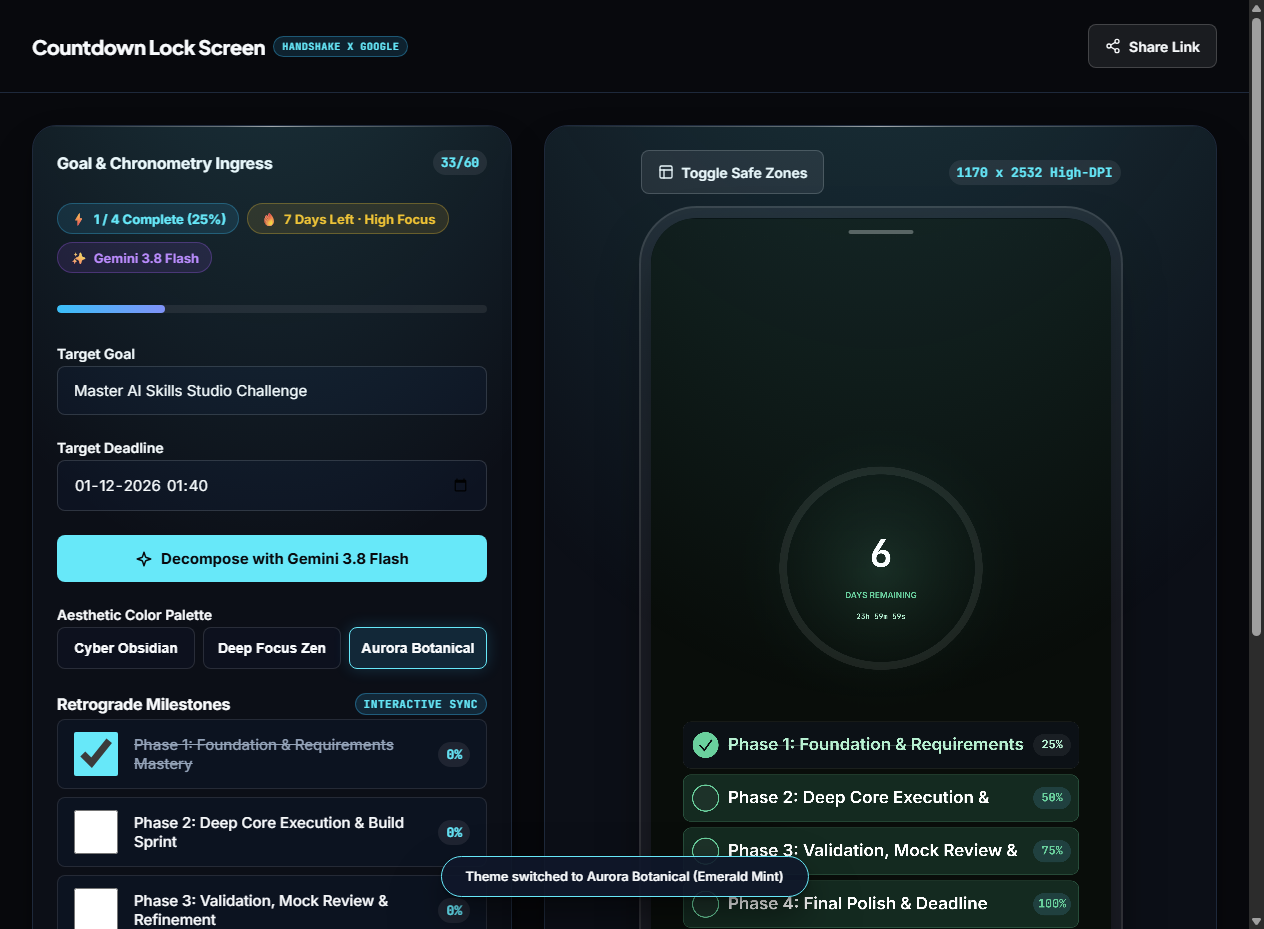 Countdown Lock Screen
HANDSHAKE X GOOGLE
Share Link
Goal & Chronometry Ingress
33/60
1 / 4 Complete (25%)
7 Days Left · High Focus
Gemini 3.8 Flash
Target Goal
Master AI Skills Studio Challenge
Target Deadline
01-12-2026 01:40
Decompose with Gemini 3.8 Flash
Aesthetic Color Palette
Cyber Obsidian
Deep Focus Zen
Aurora Botanical
Retrograde Milestones
INTERACTIVE SYNC
Phase 1: Foundation & Requirements
Mastery
0%
Phase 2: Deep Core Execution & Build
Sprint
0%
Phase 3: Validation, Mock Review &
Refinement
0%
Toggle Safe Zones
1170 x 2532 High-DPI
6
DAYS REMAINING
23h 59m 59s
Phase 1: Foundation & Requirements
25%
Phase 2: Deep Core Execution &
50%
Phase 3: Validation, Mock Review &
75%
Phase 4: Final Polish & Deadline
100%
Theme switched to Aurora Botanical (Emerald Mint)